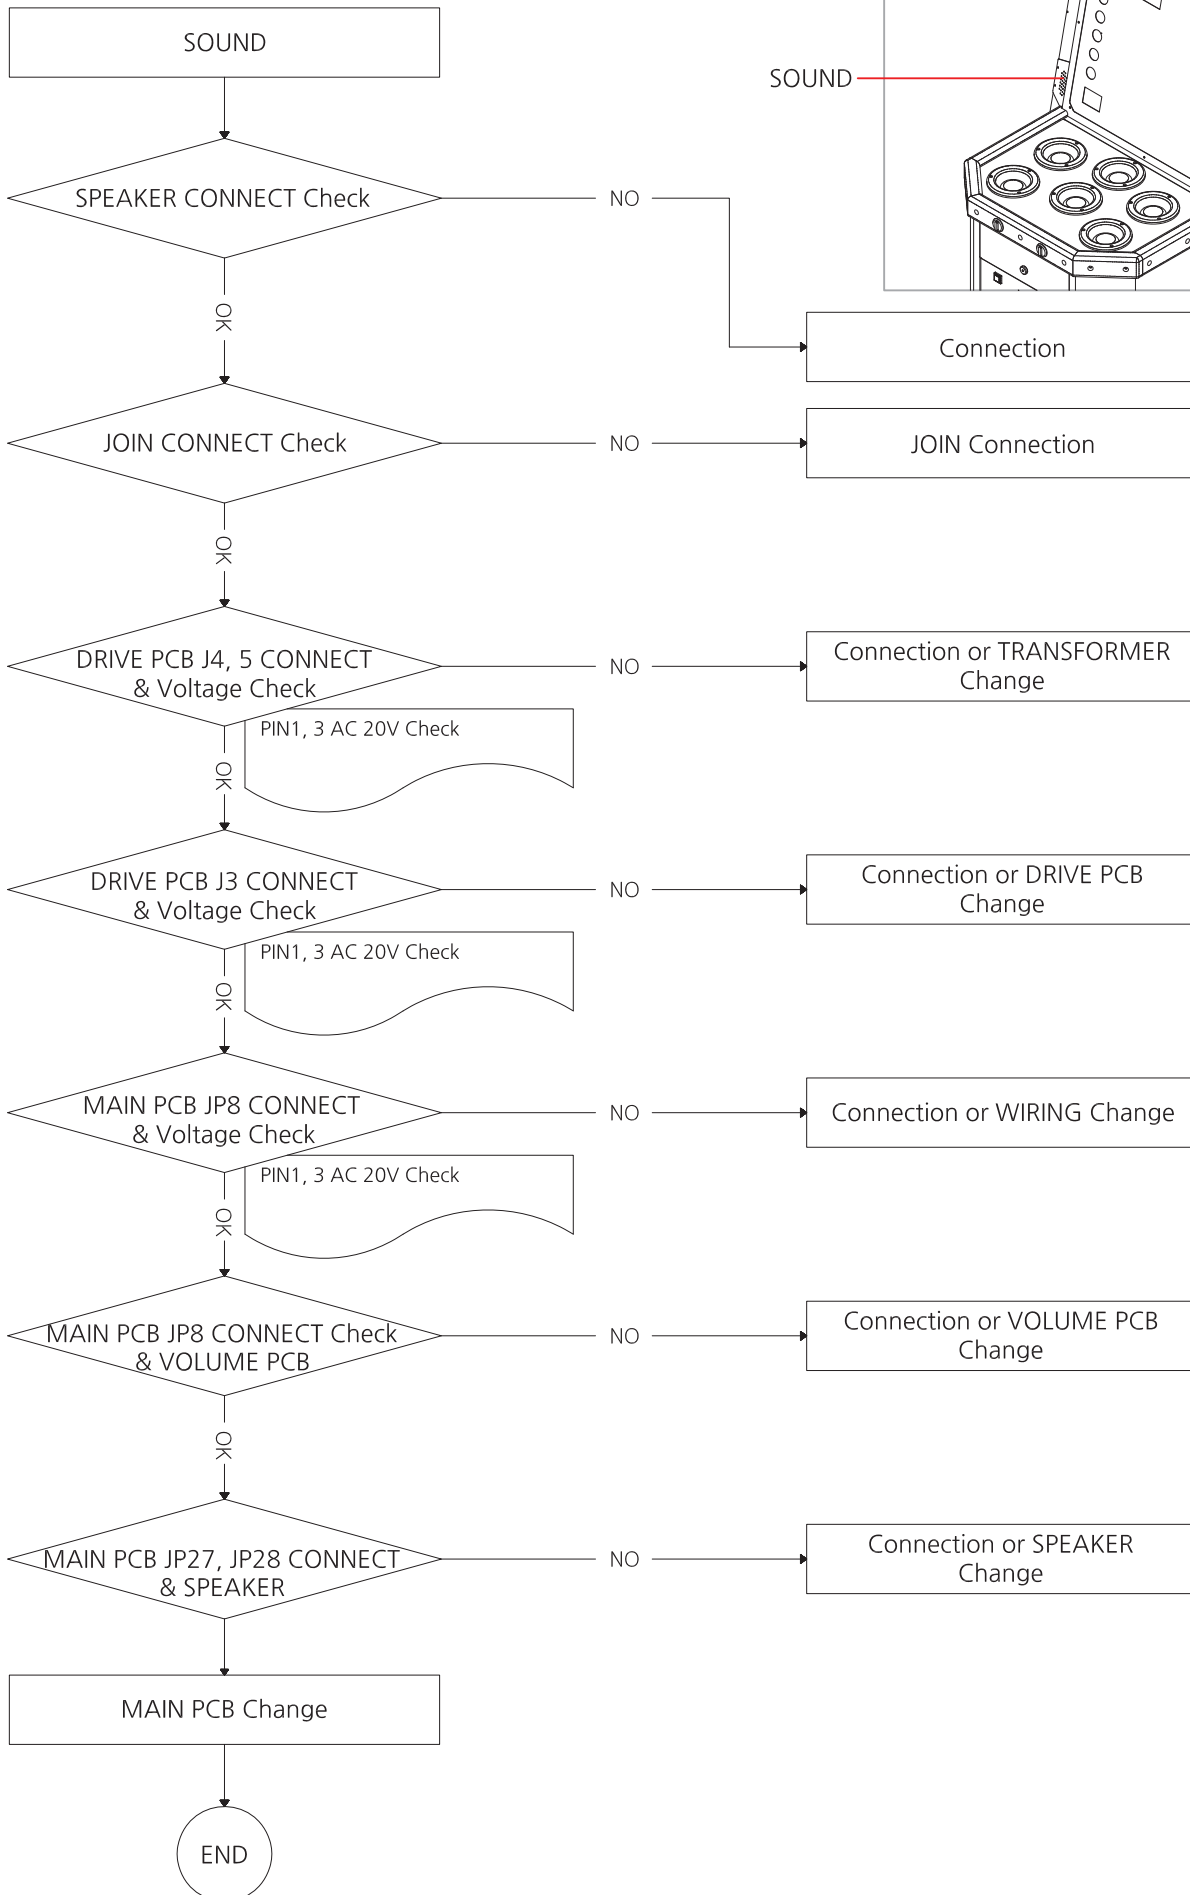 SOUND
SOUND
SPEAKER CONNECT Check
NO
OK
Connection
JOIN CONNECT Check
NO
JOIN Connection
OK
DRIVE PCB J4, 5 CONNECT
& Voltage Check
NO
Connection or TRANSFORMER
Change
PIN1, 3 AC 20V Check
OK
DRIVE PCB J3 CONNECT
& Voltage Check
NO
Connection or DRIVE PCB
Change
PIN1, 3 AC 20V Check
OK
MAIN PCB JP8 CONNECT
& Voltage Check
NO
Connection or WIRING Change
PIN1, 3 AC 20V Check
OK
MAIN PCB JP8 CONNECT Check
& VOLUME PCB
NO
Connection or VOLUME PCB
Change
OK
MAIN PCB JP27, JP28 CONNECT
& SPEAKER
NO
Connection or SPEAKER
Change
MAIN PCB Change
END